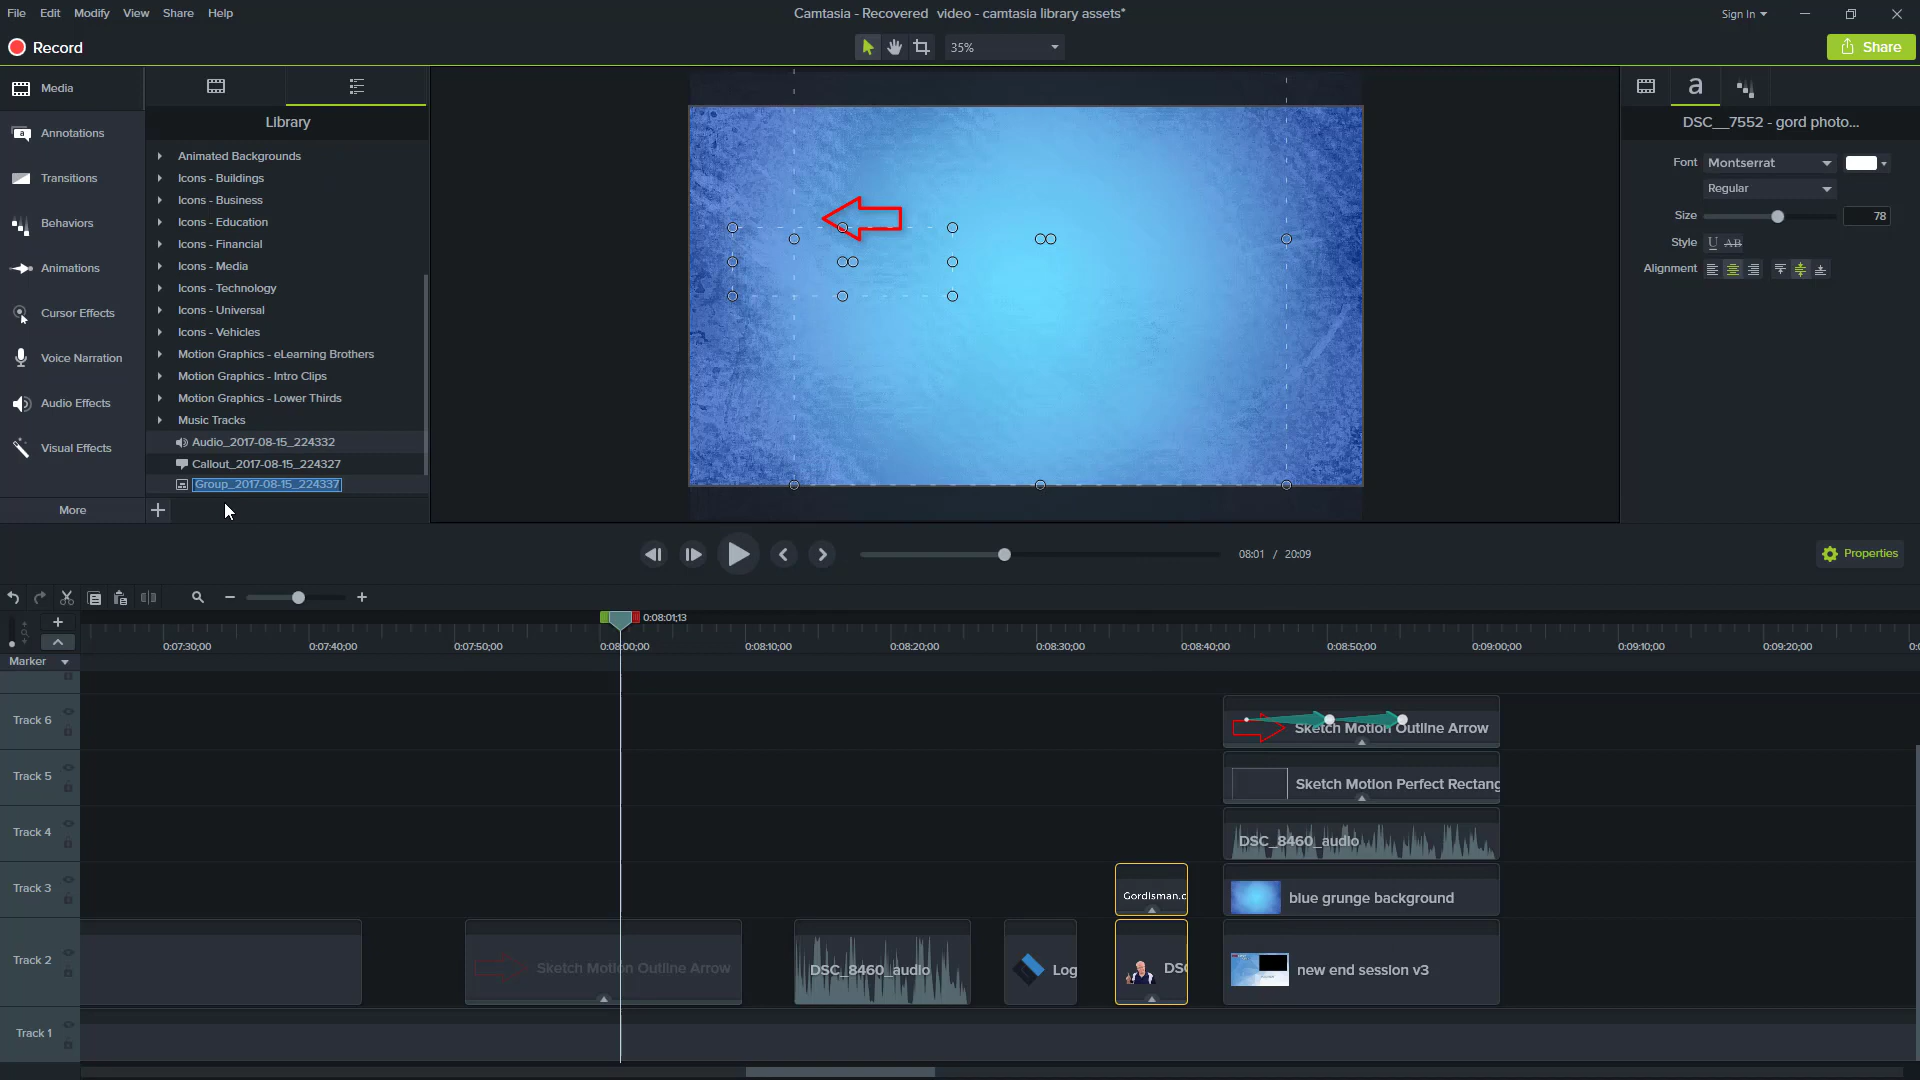 File Edit Modify View Share Help
Camtasia - Recovered video - camtasia library assets*
Sign In
Record
35%
Share
Media
Annotations
Transitions
Behaviors
Animations
Cursor Effects
Voice Narration
Audio Effects
Visual Effects
More
Library
Animated Backgrounds
Icons - Buildings
Icons - Business
Icons - Education
Icons - Financial
Icons - Media
Icons - Technology
Icons - Universal
Icons - Vehicles
Motion Graphics - eLearning Brothers
Motion Graphics - Intro Clips
Motion Graphics - Lower Thirds
Music Tracks
Audio_2017-08-15_224332
Callout_2017-08-15_224327
Group_2017-08-15_224337
a
DSC__7552 - gord photo...
Font Montserrat
Regular
Size 78
Style U AB
Alignment
08:01 / 20:09
Properties
0:08:01;13
0:07:30;00 0:07:40;00 0:07:50;00 0:08:00;00 0:08:10;00 0:08:20;00 0:08:30;00 0:08:40;00 0:08:50;00 0:09:00;00 0:09:10;00 0:09:20;00 0:0
Marker
Track 6
Sketch Motion Outline Arrow
Track 5
Sketch Motion Perfect Rectang
Track 4
DSC_8460_audio
Track 3
GordIsman.c
blue grunge background
Track 2
Sketch Motion Outline Arrow
DSC_8460_audio
Log
DSC
new end session v3
Track 1